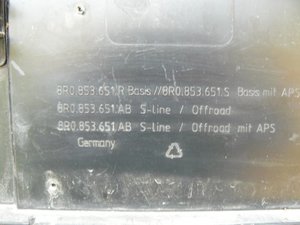 8R0.853.651.R Basis //8R0.853.651.S Basis mit APS
8R0.853.651.AB S-line / Offroad
8R0.853.651.AB S-line / Offroad mit APS
Germany